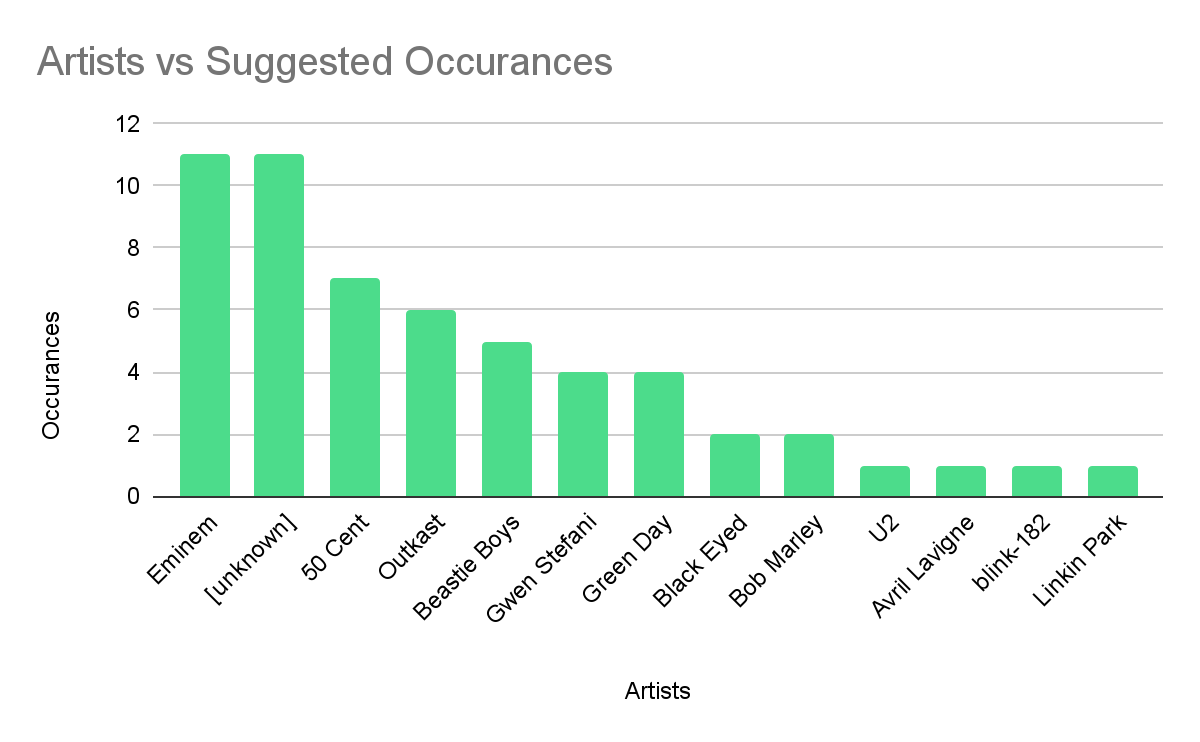 Artists vs Suggested Occurances
12
10
8
6
4
2
0
Occurances
Eminem
[unknown]
50 Cent
Outkast
Beastie Boys
Gwen Stefani
Green Day
Black Eyed
Bob Marley
U2
Avril Lavigne
blink-182
Linkin Park
Artists